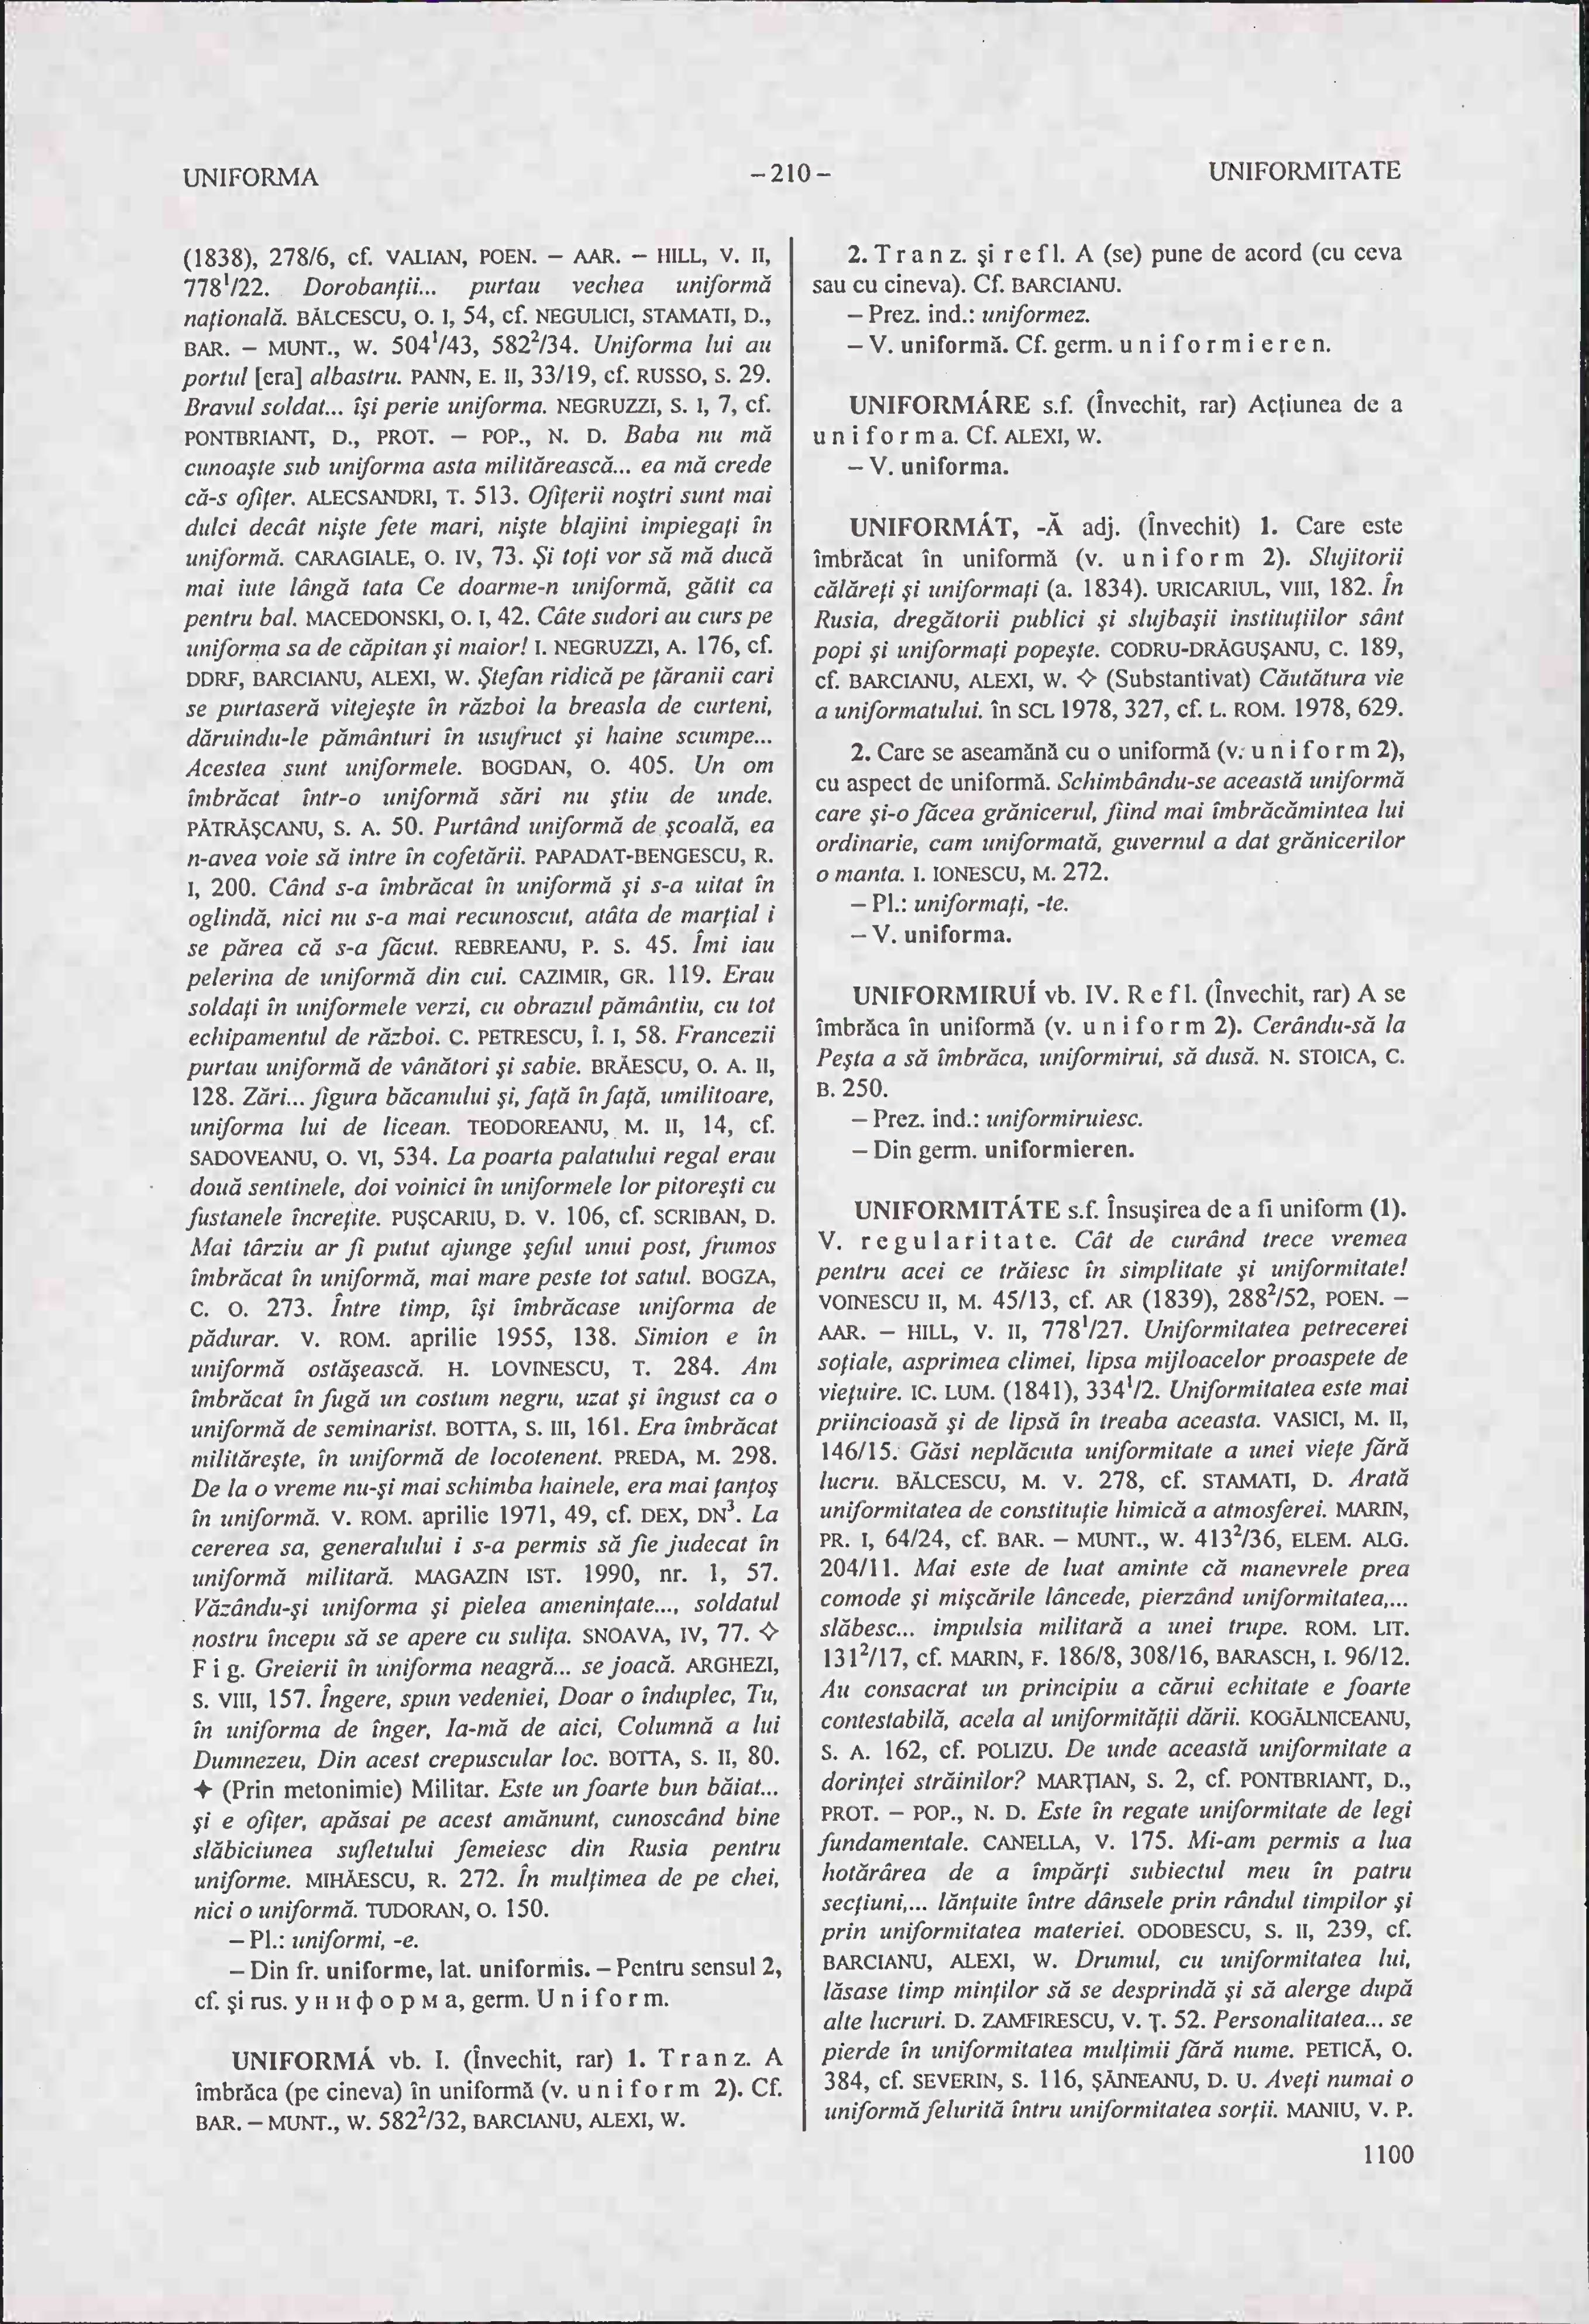 UNIFORMA
–210–
UNIFORMITATE
(1838), 278/6, cf. VALIAN, POEN. – AAR. – HILL, V. II,
778¹/22. Dorobanţii... purtau vechea uniformă
naţională. BĂLCESCU, O. I, 54, cf. NEGULICI, STAMATI, D.,
BAR. – MUNT., W. 504¹/43, 582²/34. Uniforma lui au
portul [era] albastru. PANN, E. II, 33/19, cf. RUSSO, S. 29.
Bravul soldat... îşi perie uniforma. NEGRUZZI, S. I, 7, cf.
PONTBRIANT, D., PROT. – POP., N. D. Baba nu mă
cunoaşte sub uniforma asta militărească... ea mă crede
că-s ofiţer. ALECSANDRI, T. 513. Ofiţerii noştri sunt mai
dulci decât nişte fete mari, nişte blajini impiegaţi în
uniformă. CARAGIALE, O. IV, 73. Şi toţi vor să mă ducă
mai iute lângă tata Ce doarme-n uniformă, gătit ca
pentru bal. MACEDONSKI, O. I, 42. Câte sudori au curs pe
uniforma sa de căpitan şi maior! I. NEGRUZZI, A. 176, cf.
DDRF, BARCIANU, ALEXI, W. Ştefan ridică pe ţăranii cari
se purtaseră vitejeşte în război la breasla de curteni,
dăruindu-le pământuri în usufruct şi haine scumpe...
Acestea sunt uniformele. BOGDAN, O. 405. Un om
îmbrăcat într-o uniformă sări nu ştiu de unde.
PĂTRĂŞCANU, S. A. 50. Purtând uniformă de şcoală, ea
n-avea voie să intre în cofetării. PAPADAT-BENGESCU, R.
I, 200. Când s-a îmbrăcat în uniformă şi s-a uitat în
oglindă, nici nu s-a mai recunoscut, atâta de marţial i
se părea că s-a făcut. REBREANU, P. S. 45. Îmi iau
pelerina de uniformă din cui. CAZIMIR, GR. 119. Erau
soldaţi în uniformele verzi, cu obrazul pământiu, cu tot
echipamentul de război. C. PETRESCU, Î. I, 58. Francezii
purtau uniformă de vânători şi sabie. BRĂESCU, O. A. II,
128. Zări... figura băcanului şi, faţă în faţă, umilitoare,
uniforma lui de licean. TEODOREANU, M. II, 14, cf.
SADOVEANU, O. VI, 534. La poarta palatului regal erau
două sentinele, doi voinici în uniformele lor pitoreşti cu
fustanele încreţite. PUŞCARIU, D. V. 106, cf. SCRIBAN, D.
Mai târziu ar fi putut ajunge şeful unui post, frumos
îmbrăcat în uniformă, mai mare peste tot satul. BOGZA,
C. O. 273. Între timp, îşi îmbrăcase uniforma de
pădurar. V. ROM. aprilie 1955, 138. Simion e în
uniformă ostăşească. H. LOVINESCU, T. 284. Am
îmbrăcat în fugă un costum negru, uzat şi îngust ca o
uniformă de seminarist. BOTTA, S. III, 161. Era îmbrăcat
milităreşte, în uniformă de locotenent. PREDA, M. 298.
De la o vreme nu-şi mai schimba hainele, era mai ţanţoş
în uniformă. V. ROM. aprilie 1971, 49, cf. DEX, DN³. La
cererea sa, generalului i s-a permis să fie judecat în
uniformă militară. MAGAZIN IST. 1990, nr. 1, 57.
Văzându-şi uniforma şi pielea ameninţate..., soldatul
nostru începu să se apere cu suliţa. SNOAVA, IV, 77. ✧
F i g. Greierii în uniforma neagră... se joacă. ARGHEZI,
S. VIII, 157. Îngere, spun vedeniei, Doar o înduplec, Tu,
în uniforma de înger, Ia-mă de aici, Columnă a lui
Dumnezeu, Din acest crepuscular loc. BOTTA, S. II, 80.
✦ (Prin metonimie) Militar. Este un foarte bun băiat...
şi e ofiţer, apăsai pe acest amănunt, cunoscând bine
slăbiciunea sufletului femeiesc din Rusia pentru
uniforme. MIHĂESCU, R. 272. În mulţimea de pe chei,
nici o uniformă. TUDORAN, O. 150.
– Pl.: uniformi, -e.
– Din fr. uniforme, lat. uniformis. – Pentru sensul 2,
cf. şi rus. у н и ф о р м а, germ. U n i f o r m.
UNIFORMÁ vb. I. (Învechit, rar) 1. T r a n z. A
îmbrăca (pe cineva) în uniformă (v. u n i f o r m 2). Cf.
BAR. – MUNT., W. 582²/32, BARCIANU, ALEXI, W.
2. T r a n z. şi r e f l. A (se) pune de acord (cu ceva
sau cu cineva). Cf. BARCIANU.
– Prez. ind.: uniformez.
– V. uniformă. Cf. germ. u n i f o r m i e r e n.
UNIFORMÁRE s.f. (Învechit, rar) Acţiunea de a
u n i f o r m a. Cf. ALEXI, W.
– V. uniforma.
UNIFORMÁT, -Ă adj. (Învechit) 1. Care este
îmbrăcat în uniformă (v. u n i f o r m 2). Slujitorii
călăreţi şi uniformaţi (a. 1834). URICARIUL, VIII, 182. În
Rusia, dregătorii publici şi slujbaşii instituţiilor sânt
popi şi uniformaţi popeşte. CODRU-DRĂGUŞANU, C. 189,
cf. BARCIANU, ALEXI, W. ✧ (Substantivat) Căutătura vie
a uniformatului. în SCL 1978, 327, cf. L. ROM. 1978, 629.
2. Care se aseamănă cu o uniformă (v. u n i f o r m 2),
cu aspect de uniformă. Schimbându-se această uniformă
care şi-o făcea grănicerul, fiind mai îmbrăcămintea lui
ordinarie, cam uniformată, guvernul a dat grănicerilor
o manta. I. IONESCU, M. 272.
– Pl.: uniformaţi, -te.
– V. uniforma.
UNIFORMIRUÍ vb. IV. R e f l. (Învechit, rar) A se
îmbrăca în uniformă (v. u n i f o r m 2). Cerându-să la
Peşta a să îmbrăca, uniformirui, să dusă. N. STOICA, C.
B. 250.
– Prez. ind.: uniformiruiesc.
– Din germ. uniformieren.
UNIFORMITÁTE s.f. Însuşirea de a fi uniform (1).
V. r e g u l a r i t a t e. Cât de curând trece vremea
pentru acei ce trăiesc în simplitate şi uniformitate!
VOINESCU II, M. 45/13, cf. AR (1839), 288²/52, POEN. –
AAR. – HILL, V. II, 778¹/27. Uniformitatea petrecerei
soţiale, asprimea climei, lipsa mijloacelor proaspete de
vieţuire. IC. LUM. (1841), 334¹/2. Uniformitatea este mai
priincioasă şi de lipsă în treaba aceasta. VASICI, M. II,
146/15. Găsi neplăcuta uniformitate a unei vieţe fără
lucru. BĂLCESCU, M. V. 278, cf. STAMATI, D. Arată
uniformitatea de constituţie himică a atmosferei. MARIN,
PR. I, 64/24, cf. BAR. – MUNT., W. 413²/36, ELEM. ALG.
204/11. Mai este de luat aminte că manevrele prea
comode şi mişcările lâncede, pierzând uniformitatea,...
slăbesc... impulsia militară a unei trupe. ROM. LIT.
131²/17, cf. MARIN, F. 186/8, 308/16, BARASCH, I. 96/12.
Au consacrat un principiu a cărui echitate e foarte
contestabilă, acela al uniformităţii dării. KOGĂLNICEANU,
S. A. 162, cf. POLIZU. De unde această uniformitate a
dorinţei străinilor? MARŢIAN, S. 2, cf. PONTBRIANT, D.,
PROT. – POP., N. D. Este în regate uniformitate de legi
fundamentale. CANELLA, V. 175. Mi-am permis a lua
hotărârea de a împărţi subiectul meu în patru
secţiuni,... lănţuite între dânsele prin rândul timpilor şi
prin uniformitatea materiei. ODOBESCU, S. II, 239, cf.
BARCIANU, ALEXI, W. Drumul, cu uniformitatea lui,
lăsase timp minţilor să se desprindă şi să alerge după
alte lucruri. D. ZAMFIRESCU, V. Ţ. 52. Personalitatea... se
pierde în uniformitatea mulţimii fără nume. PETICĂ, O.
384, cf. SEVERIN, S. 116, ŞĂINEANU, D. U. Aveţi numai o
uniformă felurită întru uniformitatea sorţii. MANIU, V. P.
1100